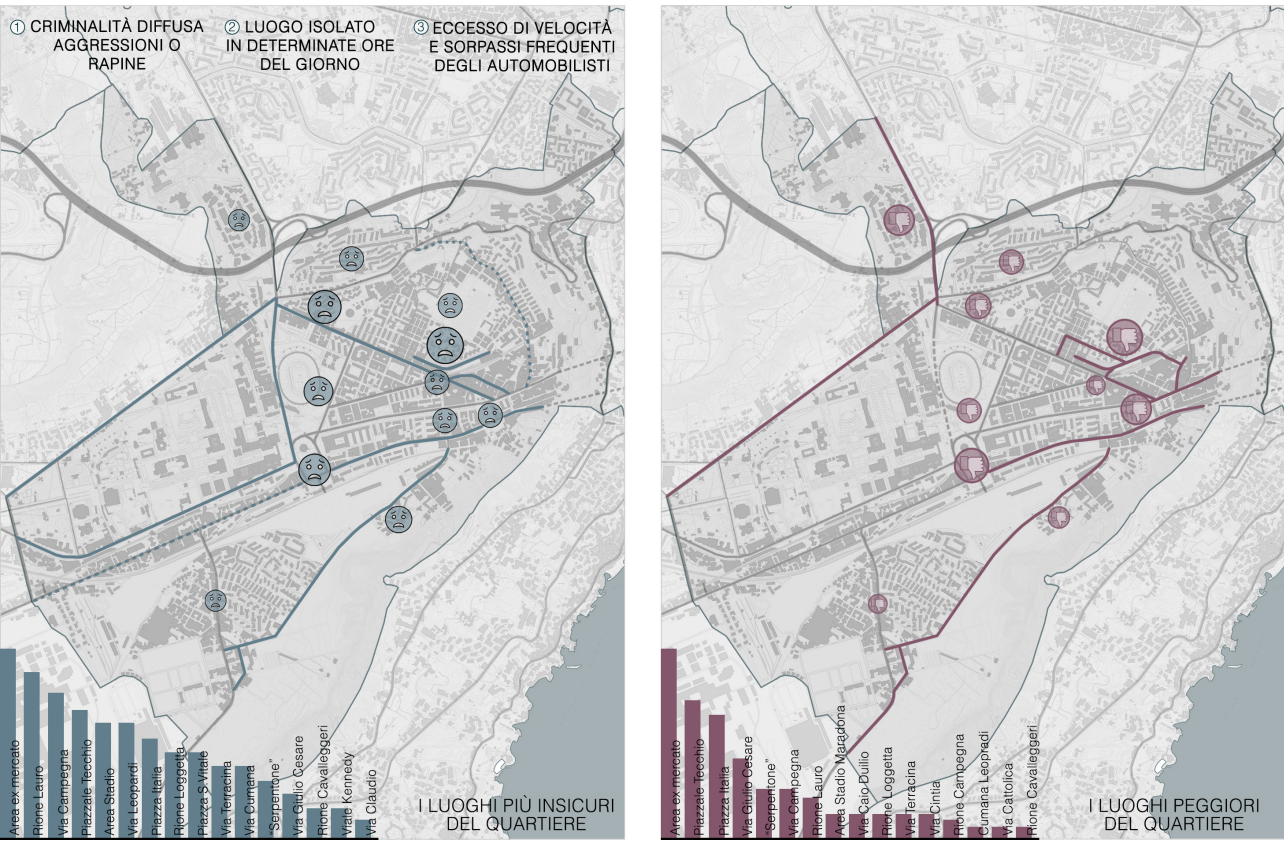 ① CRIMINALITÀ DIFFUSA
AGGRESSIONI O
RAPINE
② LUOGO ISOLATO
IN DETERMINATE ORE
DEL GIORNO
③ ECCESSO DI VELOCITÀ
E SORPASSI FREQUENTI
DEGLI AUTOMOBILISTI
Area ex mercato
Rione Lauro
Via Campegna
Piazzale Tecchio
Area Stadio
Via Leopardi
Piazza Italia
Rione Loggetta
Piazza S.Vitale
Via Terracina
Via Cumana
"Serpentone"
Via Giulio Cesare
Rione Cavalleggeri
Viale Kennedy
Via Claudio
I LUOGHI PIÙ INSICURI
DEL QUARTIERE
Area ex mercato
Piazzale Tecchio
Piazza Italia
Via Giulio Cesare
"Serpentone"
Via Campegna
Rione Lauro
Area Stadio Maradona
Via Caio Duilio
Rione Loggetta
Via Terracina
Via Cintia
Rione Campegna
Cumana Leopradi
Via Cattolica
Rione Cavalleggeri
I LUOGHI PEGGIORI
DEL QUARTIERE